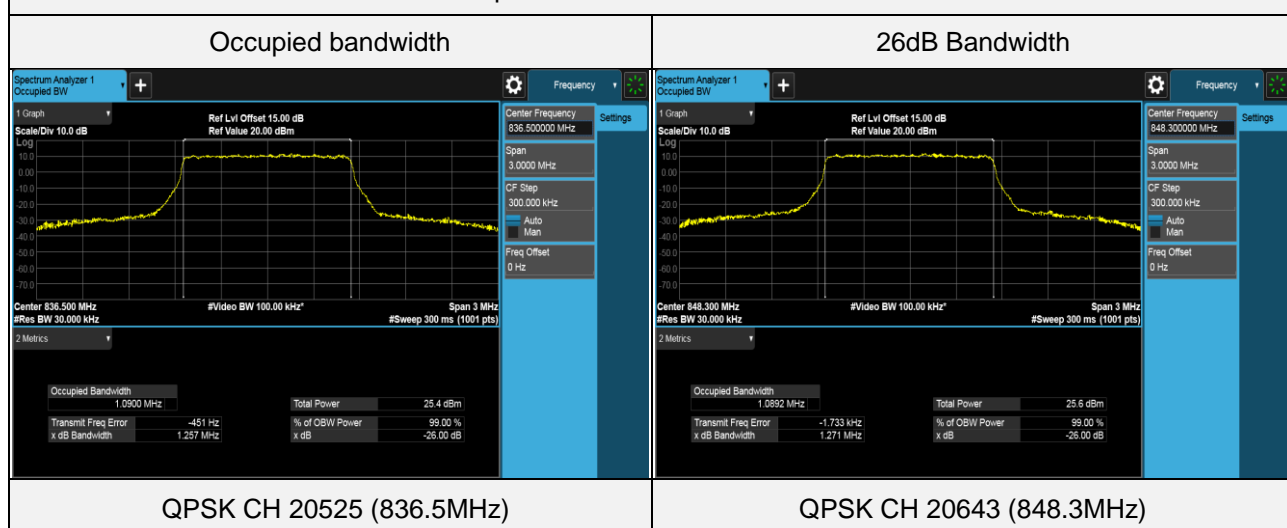 Occupied bandwidth
26dB Bandwidth
Spectrum Analyzer 1
Occupied BW
+
Frequency
1 Graph
Ref Lvl Offset 15.00 dB
Scale/Div 10.0 dB
Ref Value 20.00 dBm
Log
10.0
0.00
-10.0
-20.0
-30.0
-40.0
-50.0
-60.0
-70.0
Center 836.500 MHz
#Video BW 100.00 kHz*
Span 3 MHz
#Res BW 30.000 kHz
#Sweep 300 ms (1001 pts)
Center Frequency
836.500000 MHz
Settings
Span
3.0000 MHz
CF Step
300.000 kHz
Auto
Man
Freq Offset
0 Hz
2 Metrics
Occupied Bandwidth
1.0900 MHz
Total Power 25.4 dBm
Transmit Freq Error -451 Hz
% of OBW Power 99.00 %
x dB Bandwidth 1.257 MHz
x dB -26.00 dB
Spectrum Analyzer 1
Occupied BW
+
Frequency
1 Graph
Ref Lvl Offset 15.00 dB
Scale/Div 10.0 dB
Ref Value 20.00 dBm
Log
10.0
0.00
-10.0
-20.0
-30.0
-40.0
-50.0
-60.0
-70.0
Center 848.300 MHz
#Video BW 100.00 kHz*
Span 3 MHz
#Res BW 30.000 kHz
#Sweep 300 ms (1001 pts)
Center Frequency
848.300000 MHz
Settings
Span
3.0000 MHz
CF Step
300.000 kHz
Auto
Man
Freq Offset
0 Hz
2 Metrics
Occupied Bandwidth
1.0892 MHz
Total Power 25.6 dBm
Transmit Freq Error -1.733 kHz
% of OBW Power 99.00 %
x dB Bandwidth 1.271 MHz
x dB -26.00 dB
QPSK CH 20525 (836.5MHz)
QPSK CH 20643 (848.3MHz)